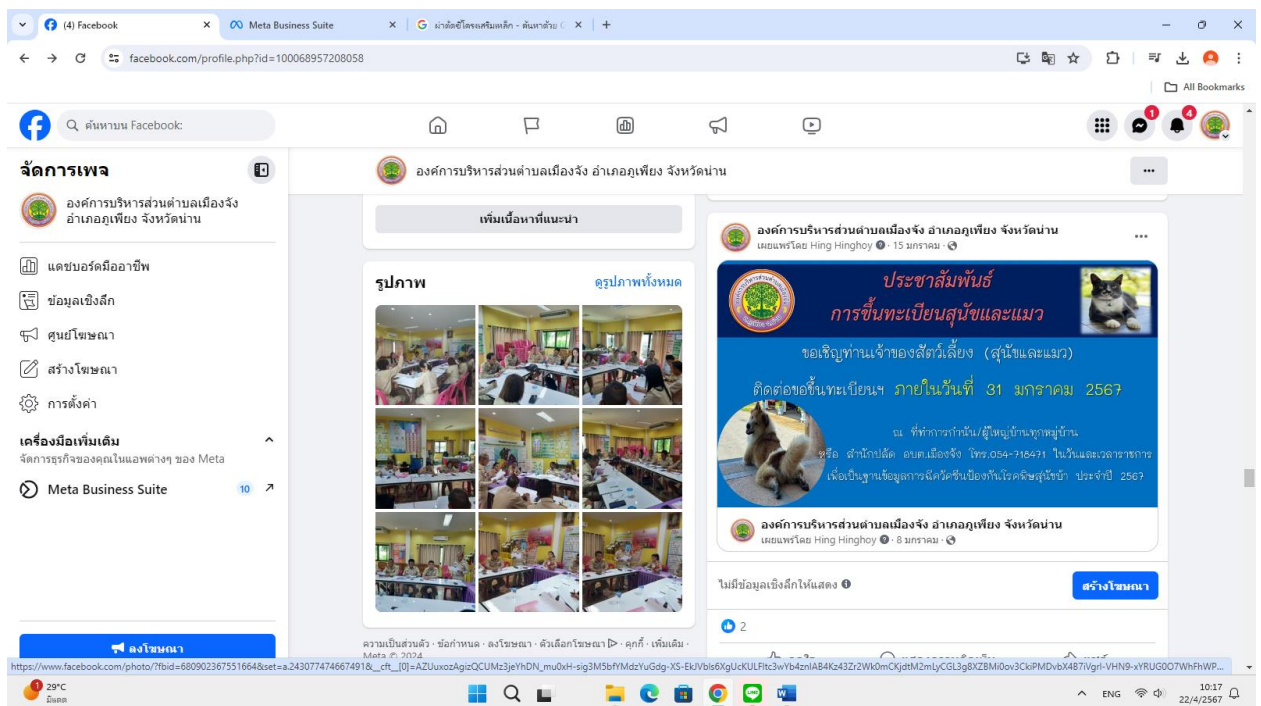 (4) Facebook
Meta Business Suite
ผ่าตัดซีโครงเสริมเหล็ก - ค้นหาด้วย
facebook.com/profile.php?id=100068957208058
All Bookmarks
ค้นหาบน Facebook:
1
4
จัดการเพจ
องค์การบริหารส่วนตำบลเมืองจัง
อำเภอภูเพียง จังหวัดน่าน
แดชบอร์ดมืออาชีพ
ข้อมูลเชิงลึก
ศูนย์โฆษณา
สร้างโฆษณา
การตั้งค่า
เครื่องมือเพิ่มเติม
จัดการธุรกิจของคุณในแอพต่างๆ ของ Meta
Meta Business Suite
10
ลงโฆษณา
องค์การบริหารส่วนตำบลเมืองจัง อำเภอภูเพียง จังหวัดน่าน
เพิ่มเนื้อหาที่แนะนำ
รูปภาพ
ดูรูปภาพทั้งหมด
ความเป็นส่วนตัว · ข้อกำหนด · ลงโฆษณา · ตัวเลือกโฆษณา · คุกกี้ · เพิ่มเติม ·
Meta © 2024
องค์การบริหารส่วนตำบลเมืองจัง อำเภอภูเพียง จังหวัดน่าน
เผยแพร่โดย Hing Hinghoy · 15 มกราคม ·
ประชาสัมพันธ์
การขึ้นทะเบียนสุนัขและแมว
ขอเชิญท่านเจ้าของสัตว์เลี้ยง (สุนัขและแมว)
ติดต่อขอขึ้นทะเบียนฯ ภายในวันที่ 31 มกราคม 2567
ณ ที่ทำการกำนัน/ผู้ใหญ่บ้านทุกหมู่บ้าน
หรือ สำนักปลัด อบต.เมืองจัง โทร.054-718471 ในวันและเวลาราชการ
เพื่อเป็นฐานข้อมูลการฉีดวัคซีนป้องกันโรคพิษสุนัขบ้า ประจำปี 2567
องค์การบริหารส่วนตำบลเมืองจัง อำเภอภูเพียง จังหวัดน่าน
เผยแพร่โดย Hing Hinghoy · 8 มกราคม ·
ไม่มีข้อมูลเชิงลึกให้แสดง
สร้างโฆษณา
2
29°C
มีแดด
ENG
10:17
22/4/2567